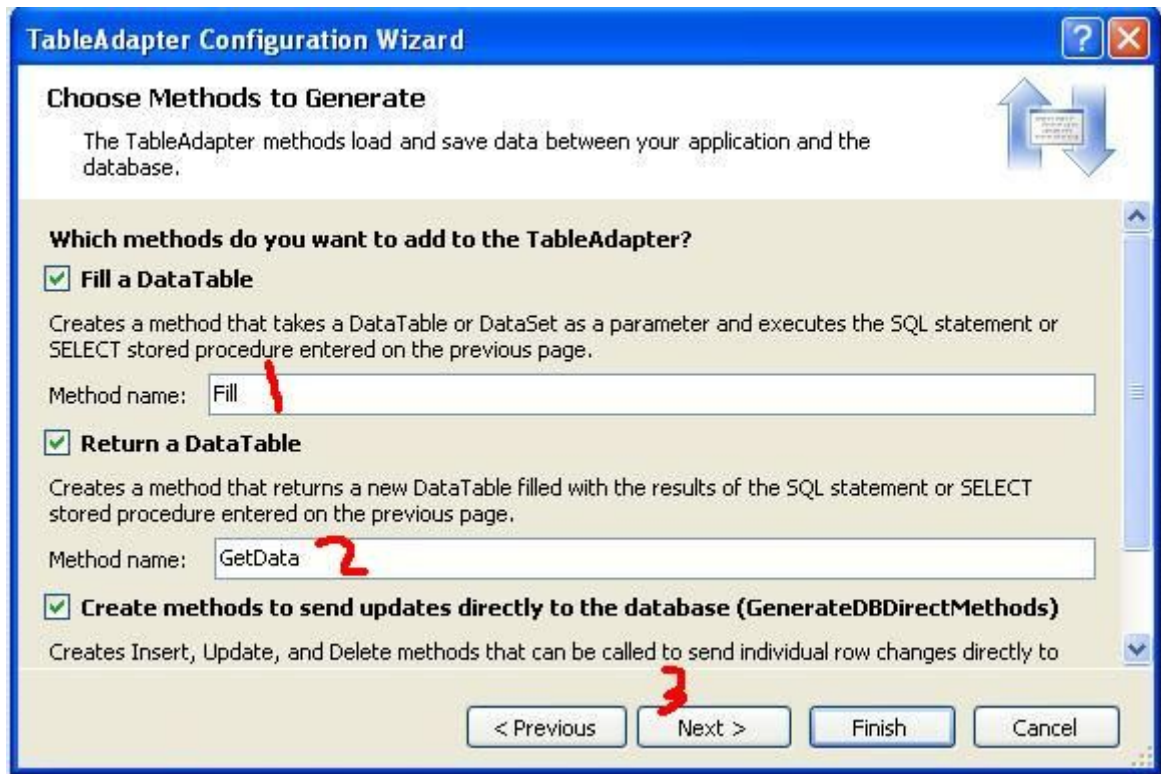 TableAdapter Configuration Wizard
Choose Methods to Generate
The TableAdapter methods load and save data between your application and the
database.
Which methods do you want to add to the TableAdapter?
Fill a DataTable
Creates a method that takes a DataTable or DataSet as a parameter and executes the SQL statement or
SELECT stored procedure entered on the previous page.
1
Method name: Fill
Return a DataTable
Creates a method that returns a new DataTable filled with the results of the SQL statement or SELECT
stored procedure entered on the previous page.
Method name: GetData 2
Create methods to send updates directly to the database (GenerateDBDirectMethods)
Creates Insert, Update, and Delete methods that can be called to send individual row changes directly to
3
< Previous Next > Finish Cancel